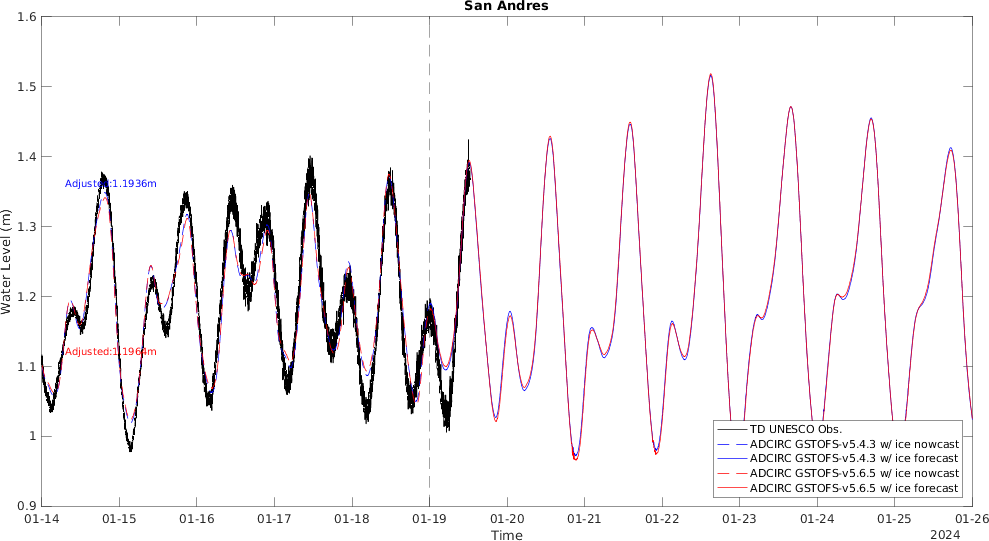 San Andres
1.6
1.5
1.4
1.3
1.2
1.1
1
0.9
Water Level (m)
Adjusted:1.1936m
Adjusted:1.1964m
TD UNESCO Obs.
ADCIRC GSTOFS-v5.4.3 w/ ice nowcast
ADCIRC GSTOFS-v5.4.3 w/ ice forecast
ADCIRC GSTOFS-v5.6.5 w/ ice nowcast
ADCIRC GSTOFS-v5.6.5 w/ ice forecast
01-14 01-15 01-16 01-17 01-18 01-19 01-20 01-21 01-22 01-23 01-24 01-25 01-26
Time
2024